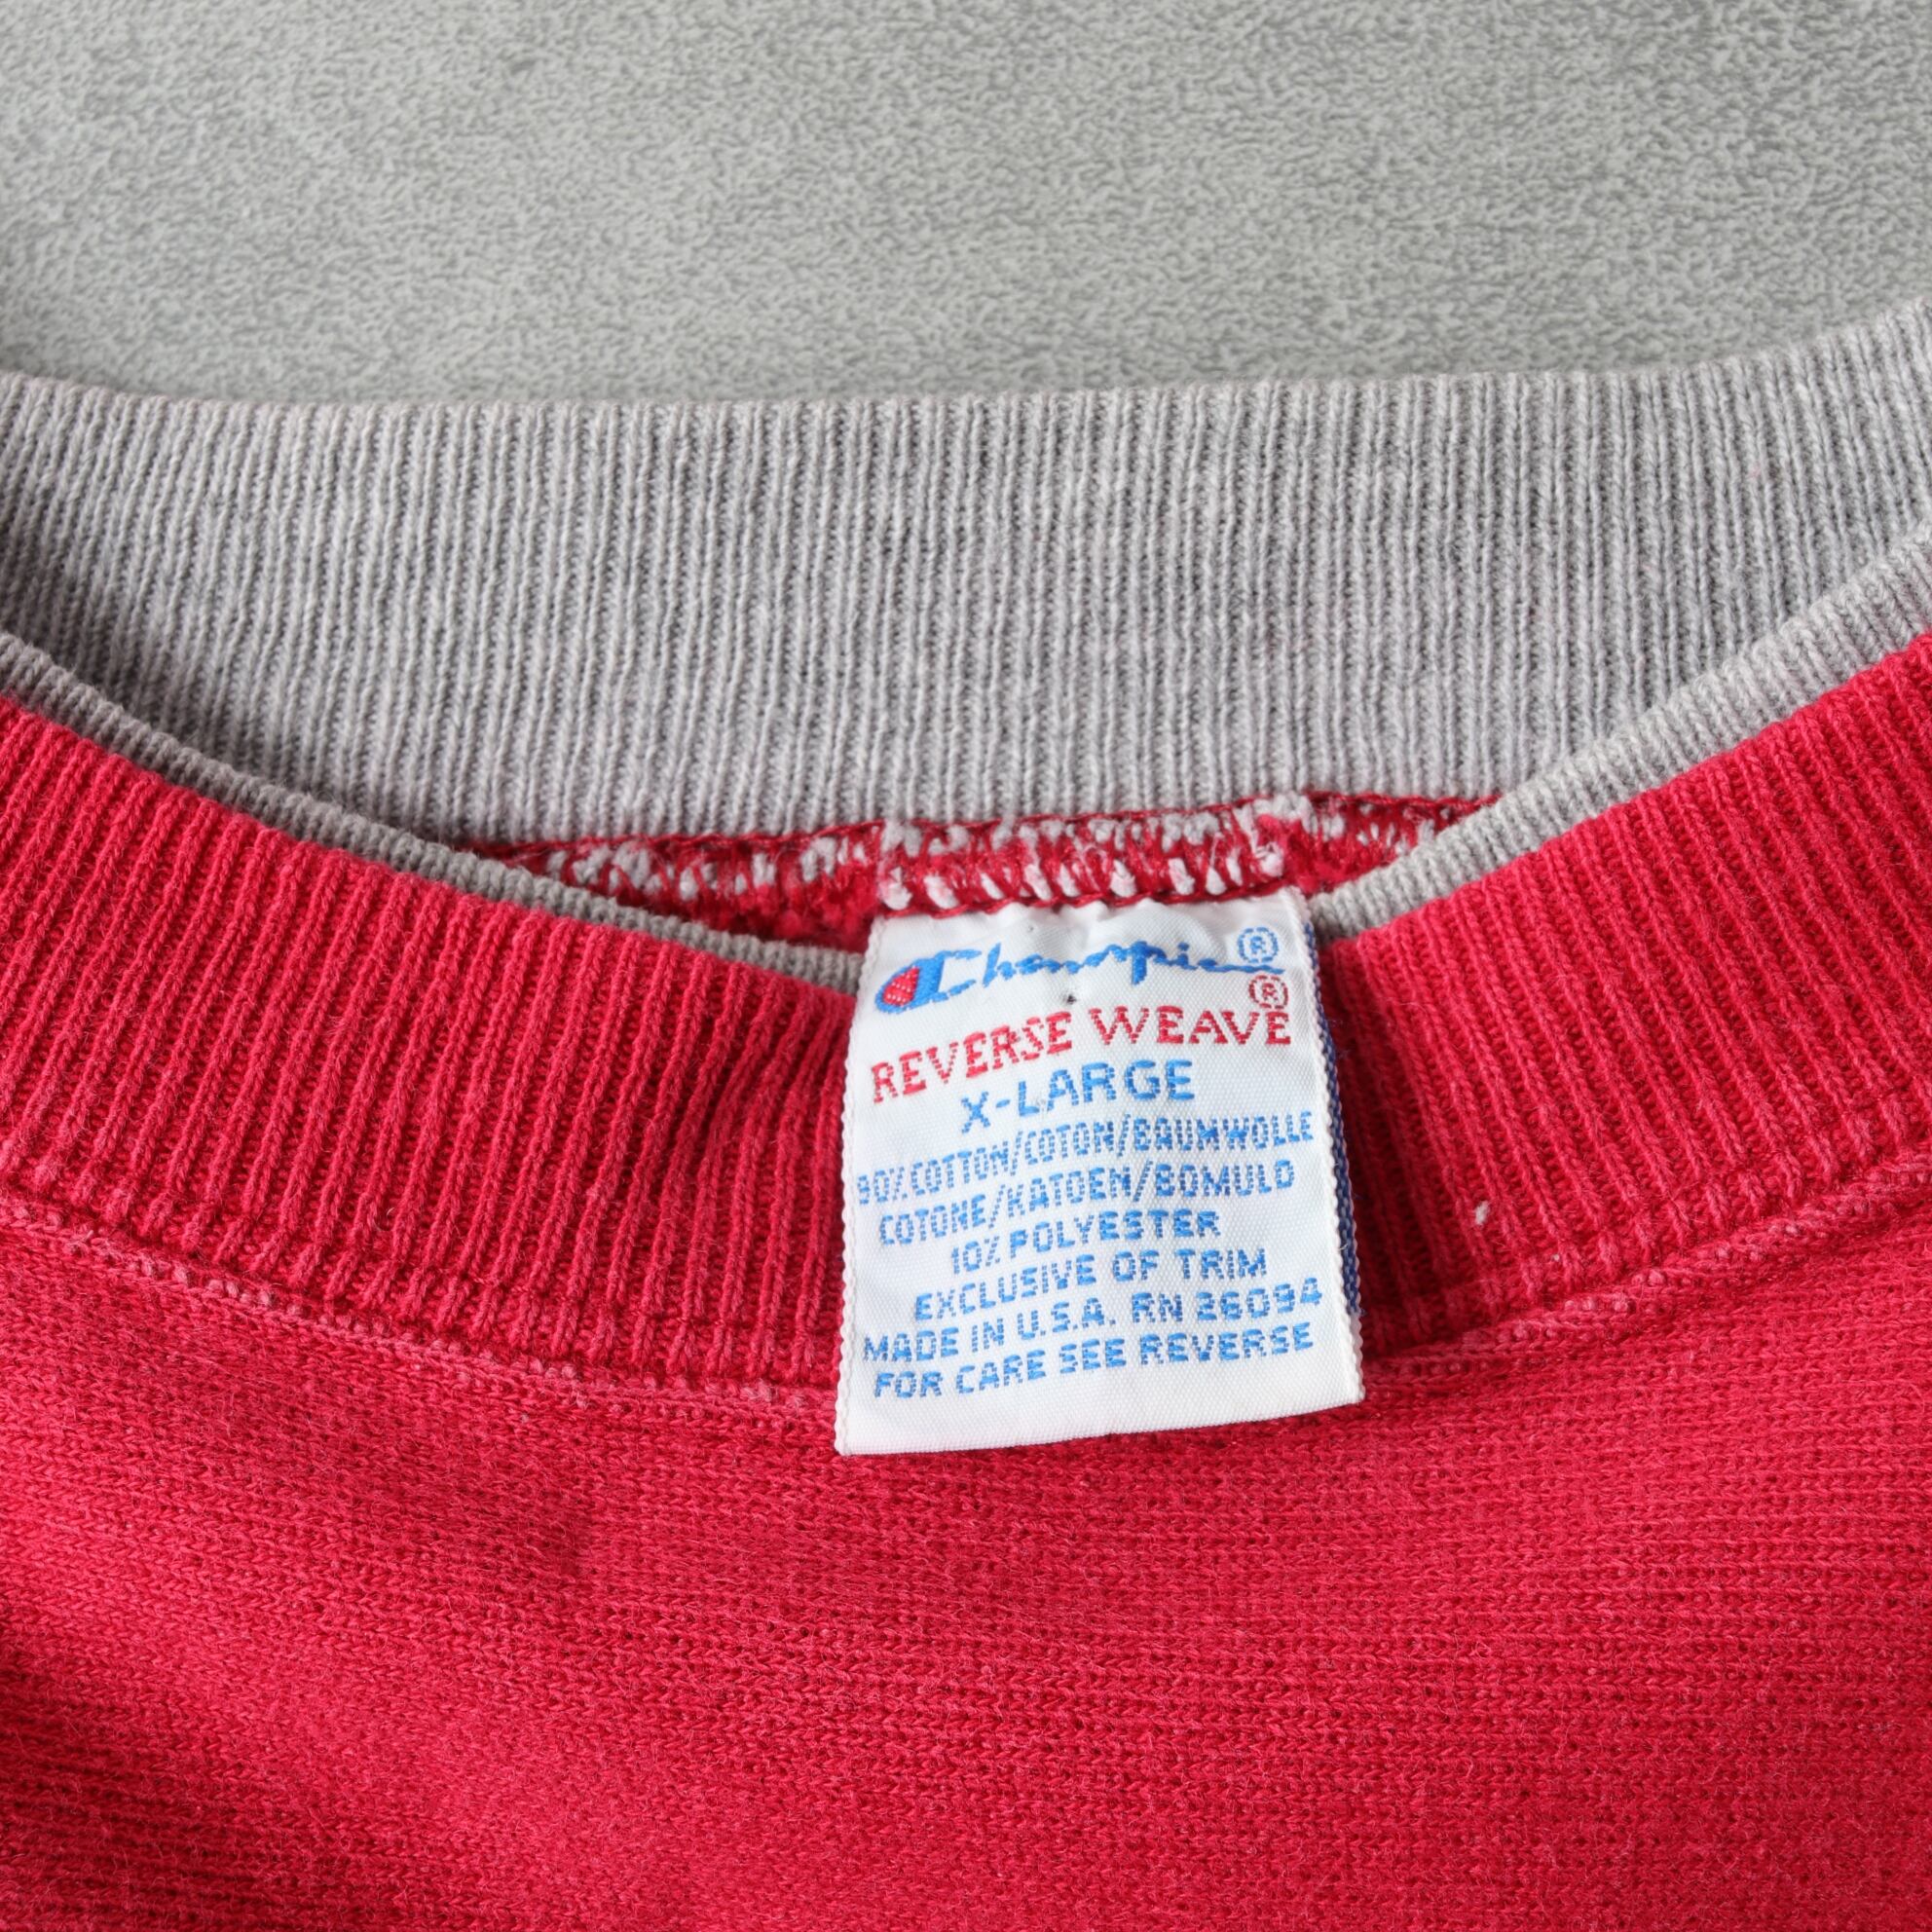 Champion®
REVERSE WEAVE®
X-LARGE
90% COTTON/COTON/BAUMWOLLE
COTONE/KATOEN/BOMULD
10% POLYESTER
EXCLUSIVE OF TRIM
MADE IN U.S.A. RN 26094
FOR CARE SEE REVERSE